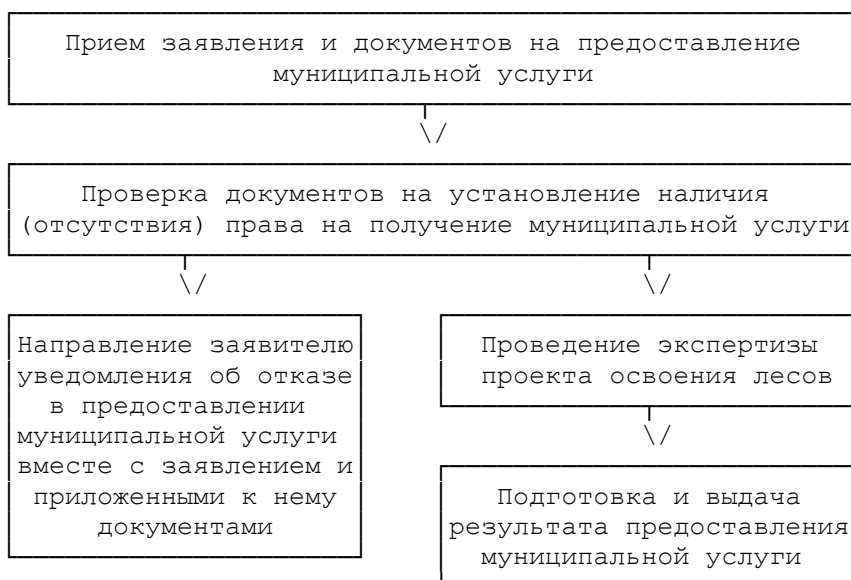 Прием заявления и документов на предоставление
муниципальной услуги
Проверка документов на установление наличия
(отсутствия) права на получение муниципальной услуги
Направление заявителю
уведомления об отказе
в предоставлении
муниципальной услуги
вместе с заявлением и
приложенными к нему
документами
Проведение экспертизы
проекта освоения лесов
Подготовка и выдача
результата предоставления
муниципальной услуги